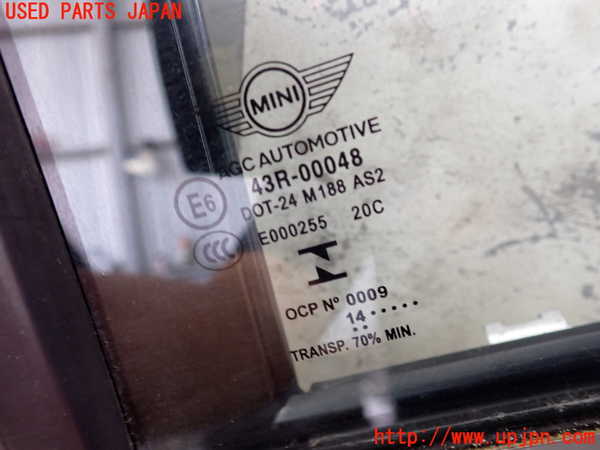 USED PARTS JAPAN
MINI
AGC AUTOMOTIVE
43R-00048
E6
DOT-24 M188 AS2
CCC
E000255 20C
OCP Nº 0009
14.....
..
TRANSP. 70% MIN.
http://www.upjpn.com